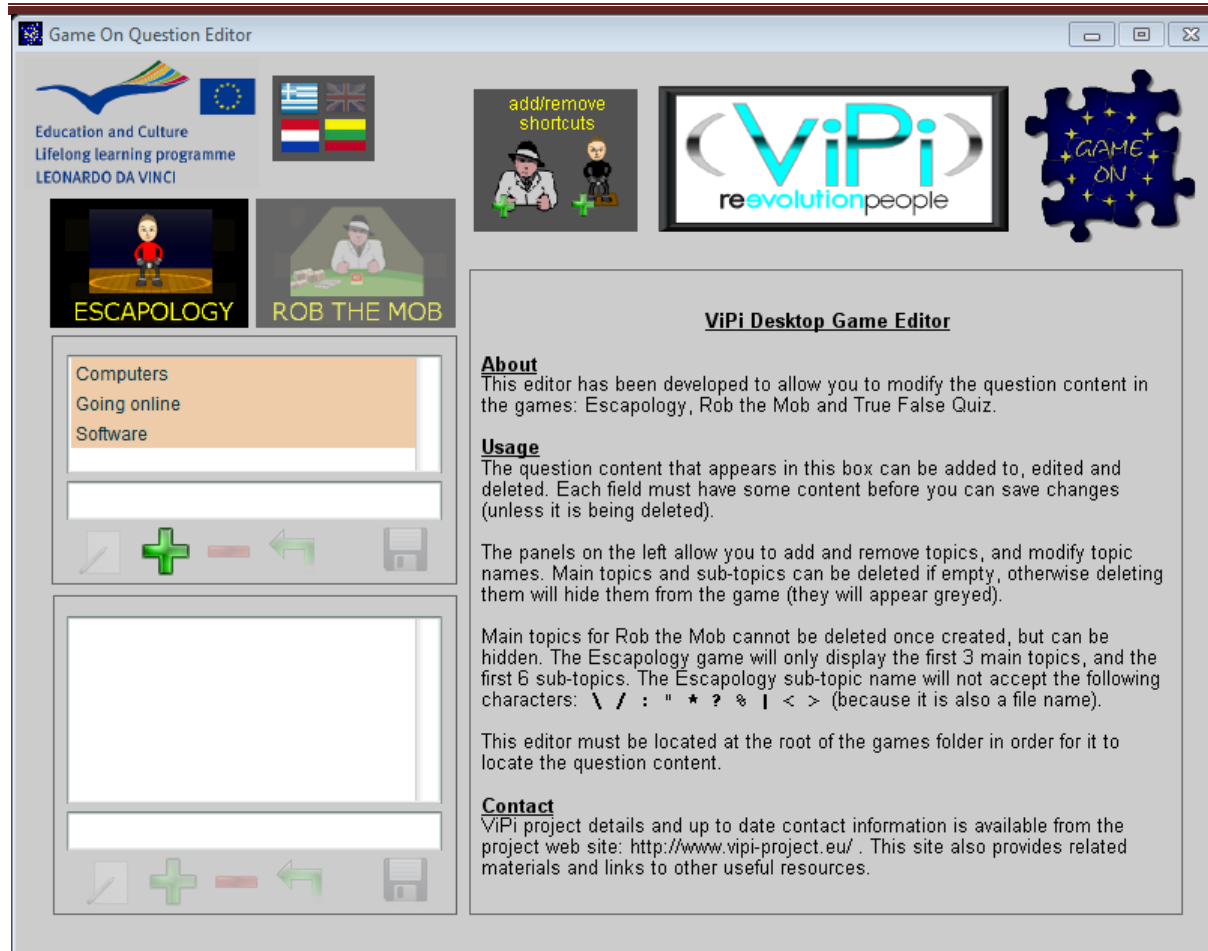 Game On Question Editor
Education and Culture
Lifelong learning programme
LEONARDO DA VINCI
add/remove
shortcuts
(ViPi)
reevolutionpeople
GAME
ON
ESCAPOLOGY
ROB THE MOB
Computers
Going online
Software
ViPi Desktop Game Editor
About
This editor has been developed to allow you to modify the question content in
the games: Escapology, Rob the Mob and True False Quiz.
Usage
The question content that appears in this box can be added to, edited and
deleted. Each field must have some content before you can save changes
(unless it is being deleted).
The panels on the left allow you to add and remove topics, and modify topic
names. Main topics and sub-topics can be deleted if empty, otherwise deleting
them will hide them from the game (they will appear greyed).
Main topics for Rob the Mob cannot be deleted once created, but can be
hidden. The Escapology game will only display the first 3 main topics, and the
first 6 sub-topics. The Escapology sub-topic name will not accept the following
characters: \ / : " * ? % | < > (because it is also a file name).
This editor must be located at the root of the games folder in order for it to
locate the question content.
Contact
ViPi project details and up to date contact information is available from the
project web site: http://www.vipi-project.eu/ . This site also provides related
materials and links to other useful resources.